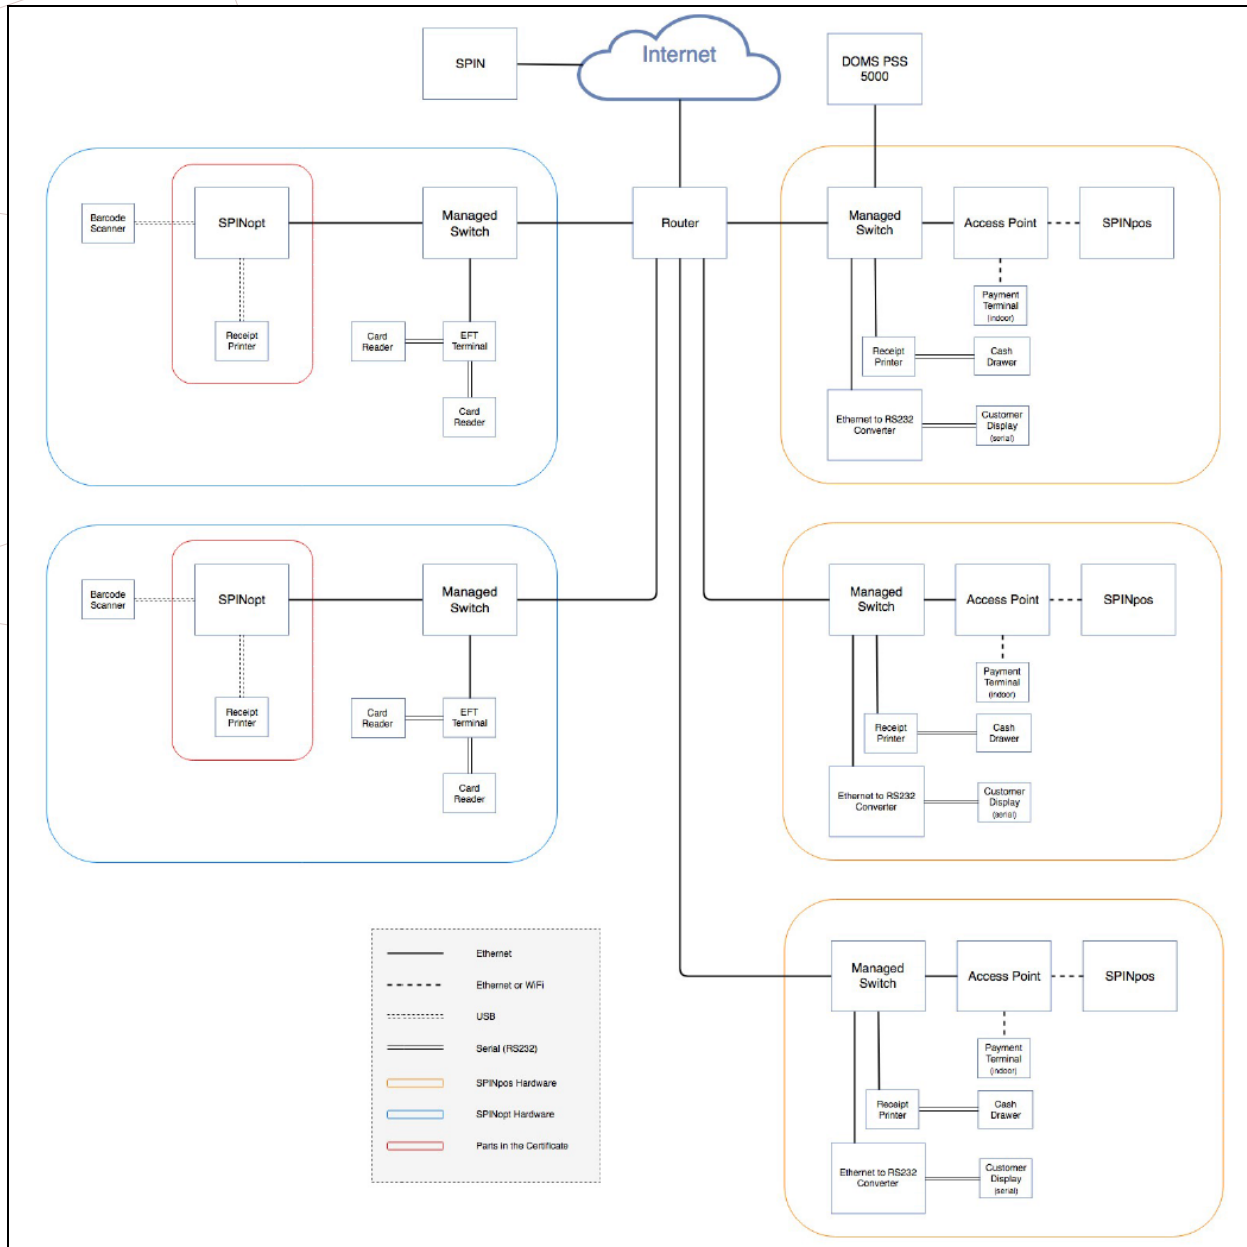 SPIN
Internet
DOMS PSS
5000
Barcode
Scanner
SPINopt
Managed
Switch
Receipt
Printer
Card
Reader
EFT
Terminal
Card
Reader
Router
Managed
Switch
Access Point
SPINpos
Payment
Terminal
(indoor)
Receipt
Printer
Cash
Drawer
Ethernet to RS232
Converter
Customer
Display
(serial)
Barcode
Scanner
SPINopt
Managed
Switch
Receipt
Printer
Card
Reader
EFT
Terminal
Card
Reader
Managed
Switch
Access Point
SPINpos
Payment
Terminal
(indoor)
Receipt
Printer
Cash
Drawer
Ethernet to RS232
Converter
Customer
Display
(serial)
Ethernet
Ethernet or WiFi
USB
Serial (RS232)
SPINpos Hardware
SPINopt Hardware
Parts in the Certificate
Managed
Switch
Access Point
SPINpos
Payment
Terminal
(indoor)
Receipt
Printer
Cash
Drawer
Ethernet to RS232
Converter
Customer
Display
(serial)